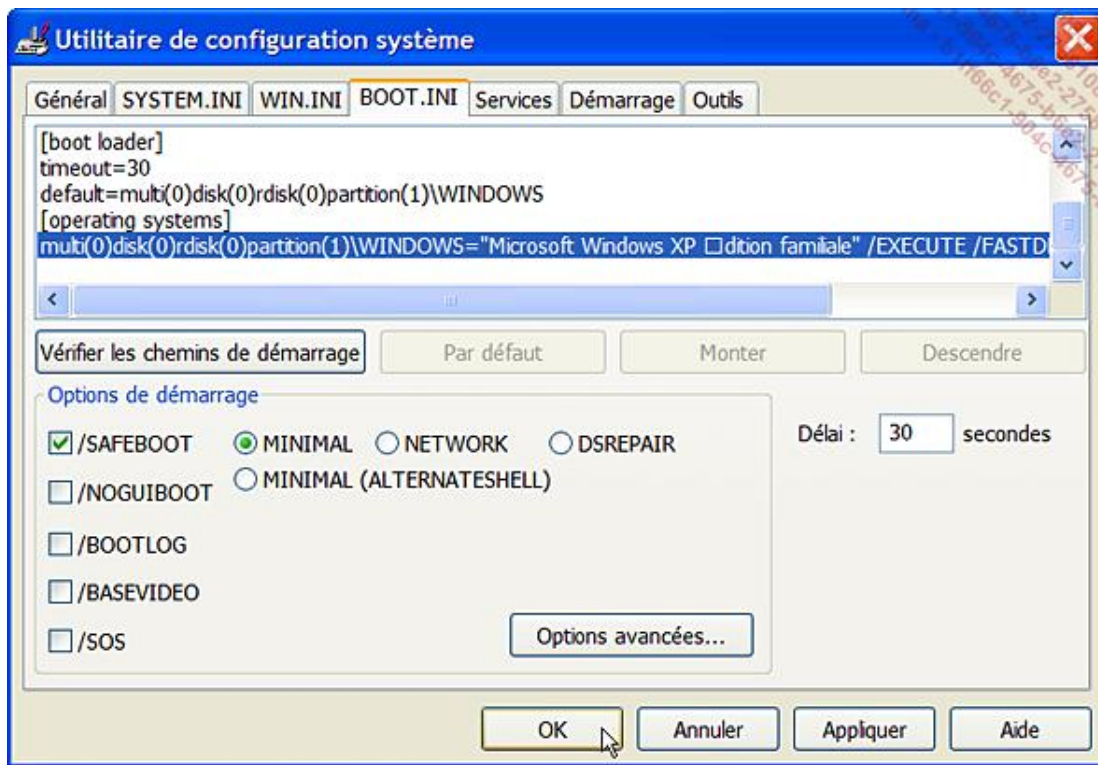 Utilitaire de configuration système
Général SYSTEM.INI WIN.INI BOOT.INI Services Démarrage Outils
[boot loader]
timeout=30
default=multi(0)disk(0)rdisk(0)partition(1)\WINDOWS
[operating systems]
multi(0)disk(0)rdisk(0)partition(1)\WINDOWS="Microsoft Windows XP □dition familiale" /EXECUTE /FASTD
Vérifier les chemins de démarrage Par défaut Monter Descendre
Options de démarrage
/SAFEBOOT MINIMAL NETWORK DSREPAIR Délai : 30 secondes
/NOGUIBOOT MINIMAL (ALTERNATESHELL)
/BOOTLOG
/BASEVIDEO
/SOS Options avancées...
OK Annuler Appliquer Aide